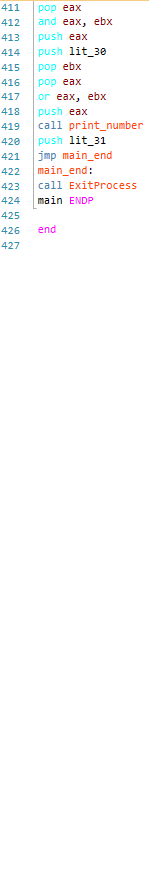 411 pop eax
412 and eax, ebx
413 push eax
414 push lit_30
415 pop ebx
416 pop eax
417 or eax, ebx
418 push eax
419 call print_number
420 push lit_31
421 jmp main_end
422 main_end:
423 call ExitProcess
424 main ENDP
425
426 end
427